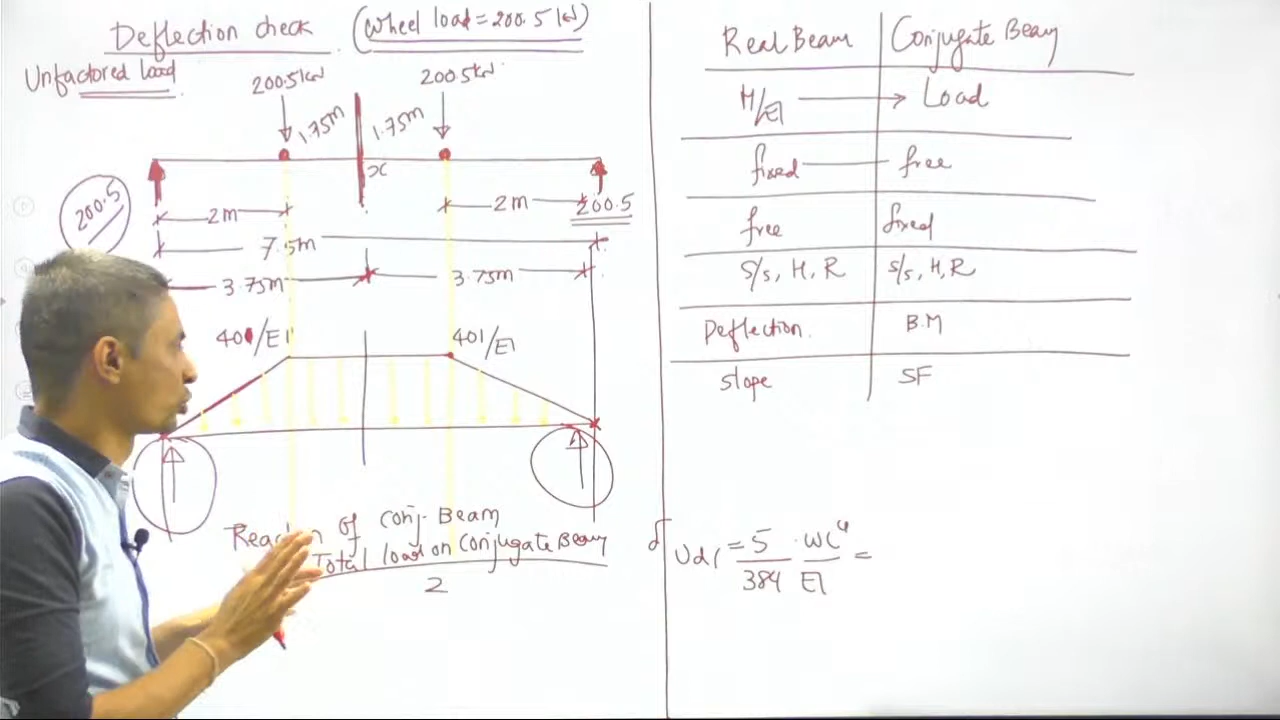 Deflection check (Wheel load = 200.5 kN)
Unfactored load
200.5kN 200.5kN
1.75m 1.75m
x
200.5
2m 2m 200.5
7.5m
3.75m 3.75m
401/EI 401/EI
Reaction of Conj. Beam
Total load on Conjugate Beam
2
Real Beam Conjugate Beam
M/EI → Load
fixed free
free fixed
S/s, H, R S/s, H, R
Deflection. B.M
slope SF
δ udl = 5/384 . wL⁴/EI =